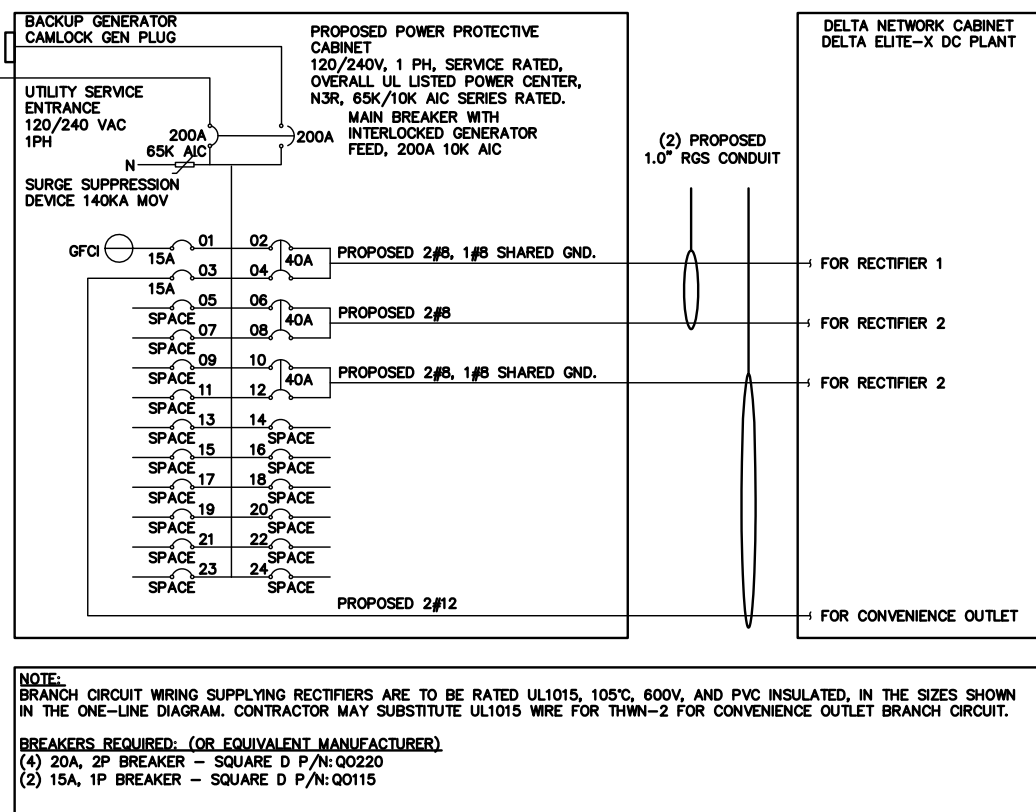 BACKUP GENERATOR
CAMLOCK GEN PLUG
UTILITY SERVICE
ENTRANCE
120/240 VAC
1PH
200A
65K AIC
N
SURGE SUPPRESSION
DEVICE 140KA MOV
200A
PROPOSED POWER PROTECTIVE
CABINET
120/240V, 1 PH, SERVICE RATED,
OVERALL UL LISTED POWER CENTER,
N3R, 65K/10K AIC SERIES RATED.
MAIN BREAKER WITH
INTERLOCKED GENERATOR
FEED, 200A 10K AIC
(2) PROPOSED
1.0" RGS CONDUIT
DELTA NETWORK CABINET
DELTA ELITE-X DC PLANT
GFCI
15A
01
02
40A
PROPOSED 2#8, 1#8 SHARED GND.
FOR RECTIFIER 1
15A
03
04
SPACE
05
06
40A
PROPOSED 2#8
FOR RECTIFIER 2
SPACE
07
08
SPACE
09
10
40A
PROPOSED 2#8, 1#8 SHARED GND.
FOR RECTIFIER 2
SPACE
11
12
SPACE
13
14
SPACE
SPACE
15
16
SPACE
SPACE
17
18
SPACE
SPACE
19
20
SPACE
SPACE
21
22
SPACE
SPACE
23
24
SPACE
PROPOSED 2#12
FOR CONVENIENCE OUTLET
NOTE:
BRANCH CIRCUIT WIRING SUPPLYING RECTIFIERS ARE TO BE RATED UL1015, 105°C, 600V, AND PVC INSULATED, IN THE SIZES SHOWN
IN THE ONE-LINE DIAGRAM. CONTRACTOR MAY SUBSTITUTE UL1015 WIRE FOR THWN-2 FOR CONVENIENCE OUTLET BRANCH CIRCUIT.
BREAKERS REQUIRED: (OR EQUIVALENT MANUFACTURER)
(4) 20A, 2P BREAKER - SQUARE D P/N:QO220
(2) 15A, 1P BREAKER - SQUARE D P/N:QO115